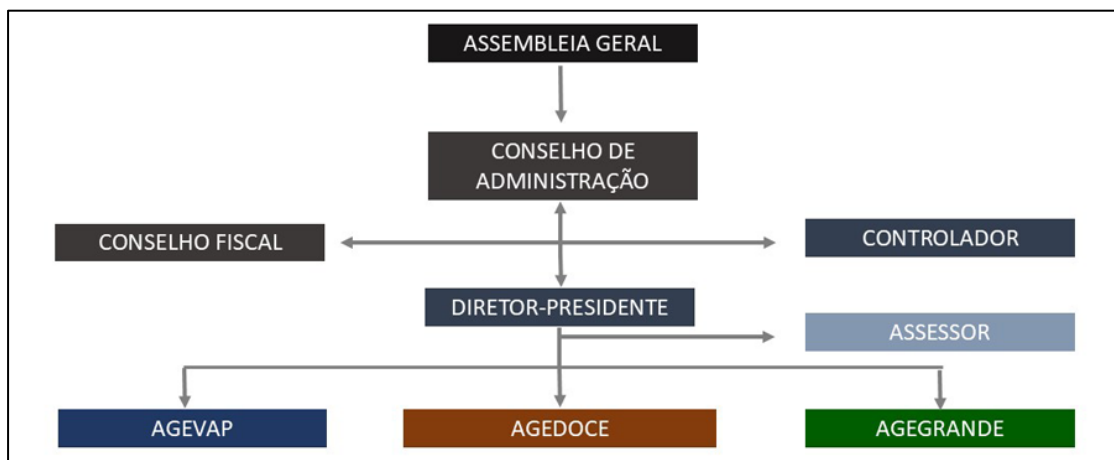 ASSEMBLEIA GERAL
CONSELHO DE
ADMINISTRAÇÃO
CONSELHO FISCAL
CONTROLADOR
DIRETOR-PRESIDENTE
ASSESSOR
AGEVAP
AGEDOCE
AGEGRANDE